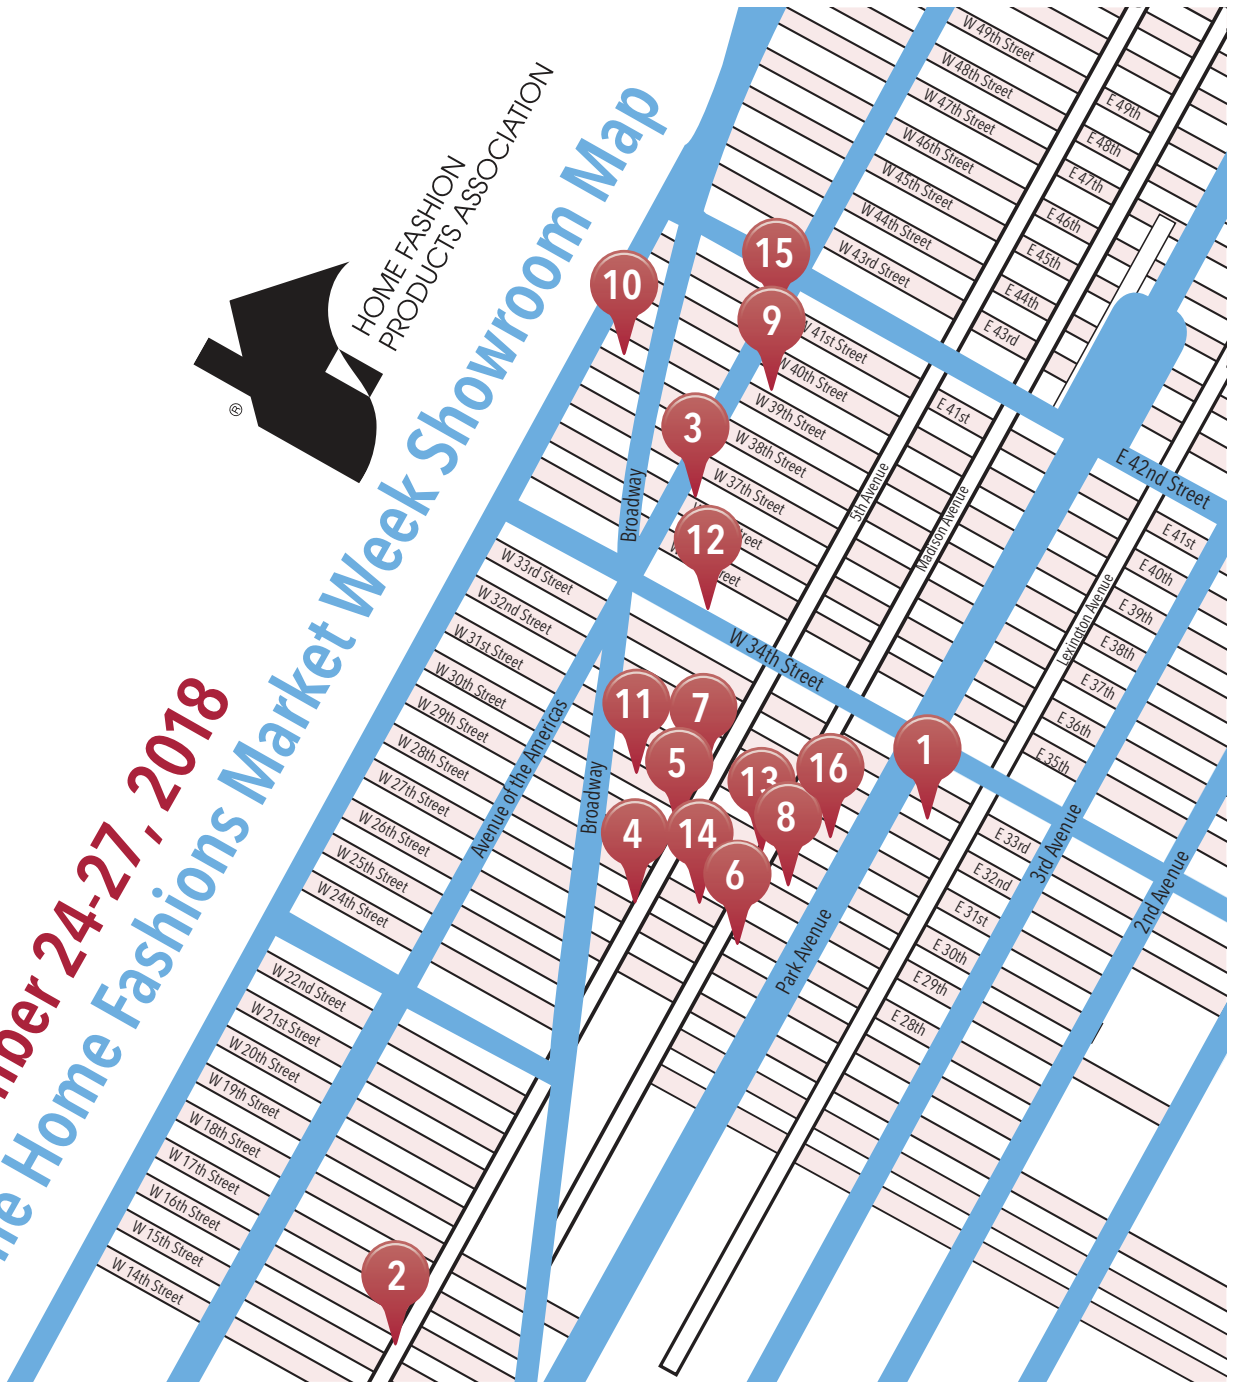 HOME FASHION
PRODUCTS ASSOCIATION
®
Home Fashions Market Week Showroom Map
24-27, 2018
W 49th Street
W 48th Street
W 47th Street
W 46th Street
W 45th Street
W 44th Street
W 43rd Street
E 49th
E 48th
E 47th
E 46th
E 45th
E 44th
E 43rd
15
10
9
W 41st Street
W 40th Street
W 39th Street
W 38th Street
W 37th Street
E 41st
E 42nd Street
3
12
Broadway
5th Avenue
Madison Avenue
Lexington Avenue
E 41st
E 40th
E 39th
E 38th
E 37th
E 36th
E 35th
W 34th Street
W 33rd Street
W 32nd Street
W 31st Street
W 30th Street
W 29th Street
W 28th Street
W 27th Street
W 26th Street
W 25th Street
W 24th Street
Avenue of the Americas
Broadway
11
7
5
13
16
1
4
14
8
6
Park Avenue
3rd Avenue
2nd Avenue
E 33rd
E 32nd
E 31st
E 30th
E 29th
E 28th
W 22nd Street
W 21st Street
W 20th Street
W 19th Street
W 18th Street
W 17th Street
W 16th Street
W 15th Street
W 14th Street
2